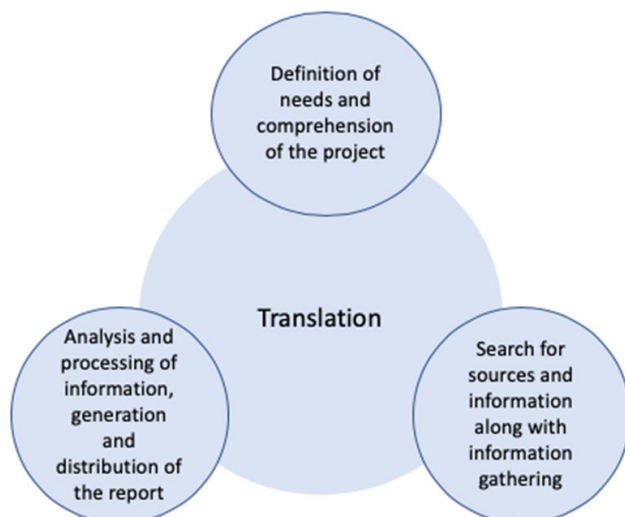 Definition of
needs and
comprehension
of the project
Translation
Analysis and
processing of
information,
generation
and
distribution of
the report
Search for
sources and
information
along with
information
gathering